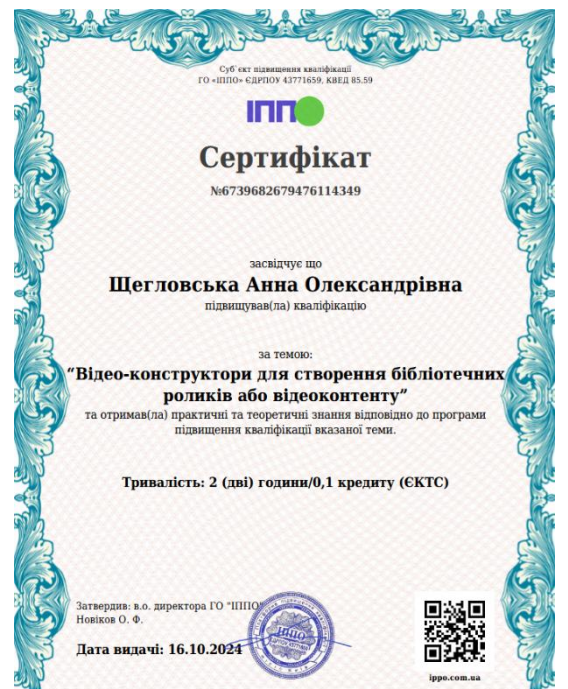 Суб'єкт підвищення кваліфікації
ГО «ІППО» ЄДРПОУ 43771659, КВЕД 85.59
ІППО
Сертифікат
№6739682679476114349
засвідчує що
Щегловська Анна Олександрівна
підвищував(ла) кваліфікацію
за темою:
“Відео-конструктори для створення бібліотечних
роликів або відеоконтенту”
та отримав(ла) практичні та теоретичні знання відповідно до програми
підвищення кваліфікації вказаної теми.
Тривалість: 2 (дві) години/0,1 кредиту (ЄКТС)
Затвердив: в.о. директора ГО "ІППО"
Новіков О. Ф.
ІППО
Дата видачі: 16.10.2024
ippo.com.ua